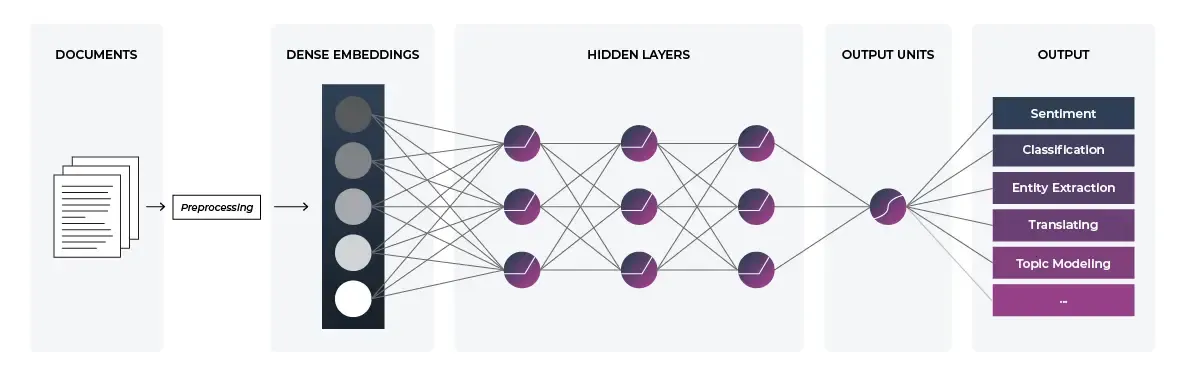 DOCUMENTS
DENSE EMBEDDINGS
HIDDEN LAYERS
OUTPUT UNITS
OUTPUT
Preprocessing
Sentiment
Classification
Entity Extraction
Translating
Topic Modeling
...